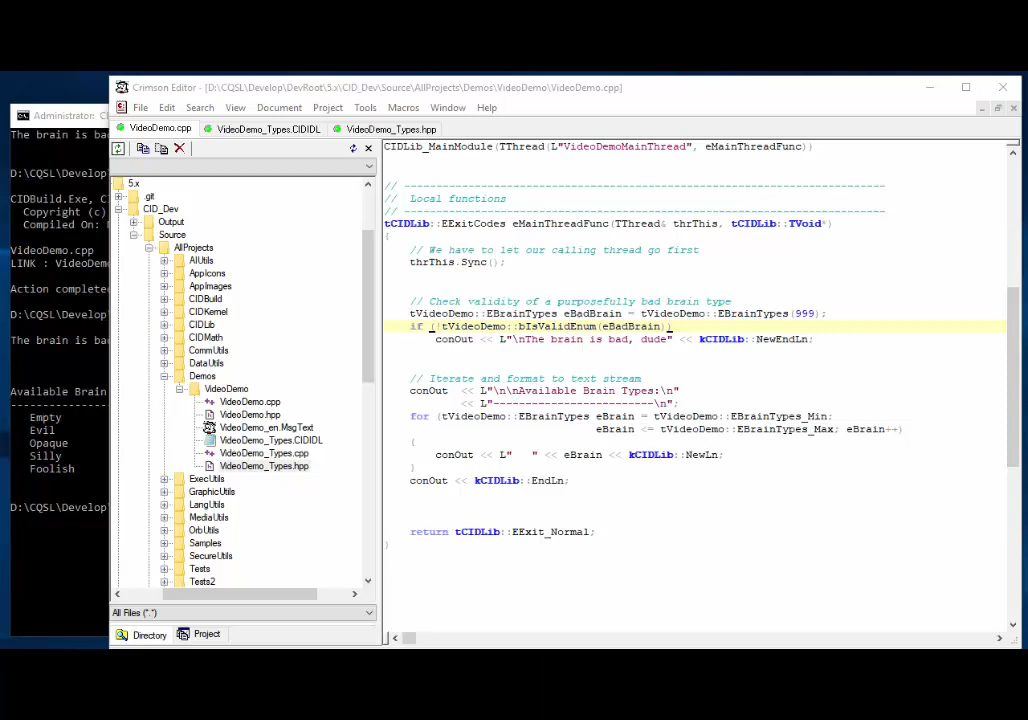 Crimson Editor - [D:\CQSL\Develop\DevRoot\5.x\CID_Dev\Source\AllProjects\Demos\VideoDemo\VideoDemo.cpp]
File Edit Search View Document Project Tools Macros Window Help
VideoDemo.cpp VideoDemo_Types.CIDIDL VideoDemo_Types.hpp
Administrator: C
The brain is bad
D:\CQSL\Develop
CIDBuild.Exe, CI
Copyright (c)
Compiled On:
VideoDemo.cpp
LINK : VideoDem
Action complete
D:\CQSL\Develop
The brain is bad
Available Brain
Empty
Evil
Opaque
Silly
Foolish
D:\CQSL\Develop
5.x
.git
CID_Dev
Output
Source
AllProjects
AIUtils
AppIcons
AppImages
CIDBuild
CIDKernel
CIDLib
CIDMath
CommUtils
DataUtils
Demos
VideoDemo
VideoDemo.cpp
VideoDemo.hpp
VideoDemo_en.MsgText
VideoDemo_Types.CIDIDL
VideoDemo_Types.cpp
VideoDemo_Types.hpp
ExecUtils
GraphicUtils
LangUtils
MediaUtils
OrbUtils
Samples
SecureUtils
Tests
Tests2
All Files (*.*)
Directory Project
CIDLib_MainModule(TThread(L"VideoDemoMainThread", eMainThreadFunc))
// ---------------------------------------------------------------------------
// Local functions
// ---------------------------------------------------------------------------
tCIDLib::EExitCodes eMainThreadFunc(TThread& thrThis, tCIDLib::TVoid*)
{
// We have to let our calling thread go first
thrThis.Sync();
// Check validity of a purposefully bad brain type
tVideoDemo::EBrainTypes eBadBrain = tVideoDemo::EBrainTypes(999);
if (!tVideoDemo::bIsValidEnum(eBadBrain))
conOut << L"\nThe brain is bad, dude" << kCIDLib::NewEndLn;
// Iterate and format to text stream
conOut << L"\n\nAvailable Brain Types:\n"
<< L"-------------------------\n";
for (tVideoDemo::EBrainTypes eBrain = tVideoDemo::EBrainTypes_Min;
eBrain <= tVideoDemo::EBrainTypes_Max; eBrain++)
{
conOut << L"   " << eBrain << kCIDLib::NewLn;
}
conOut << kCIDLib::EndLn;
return tCIDLib::EExit_Normal;
}